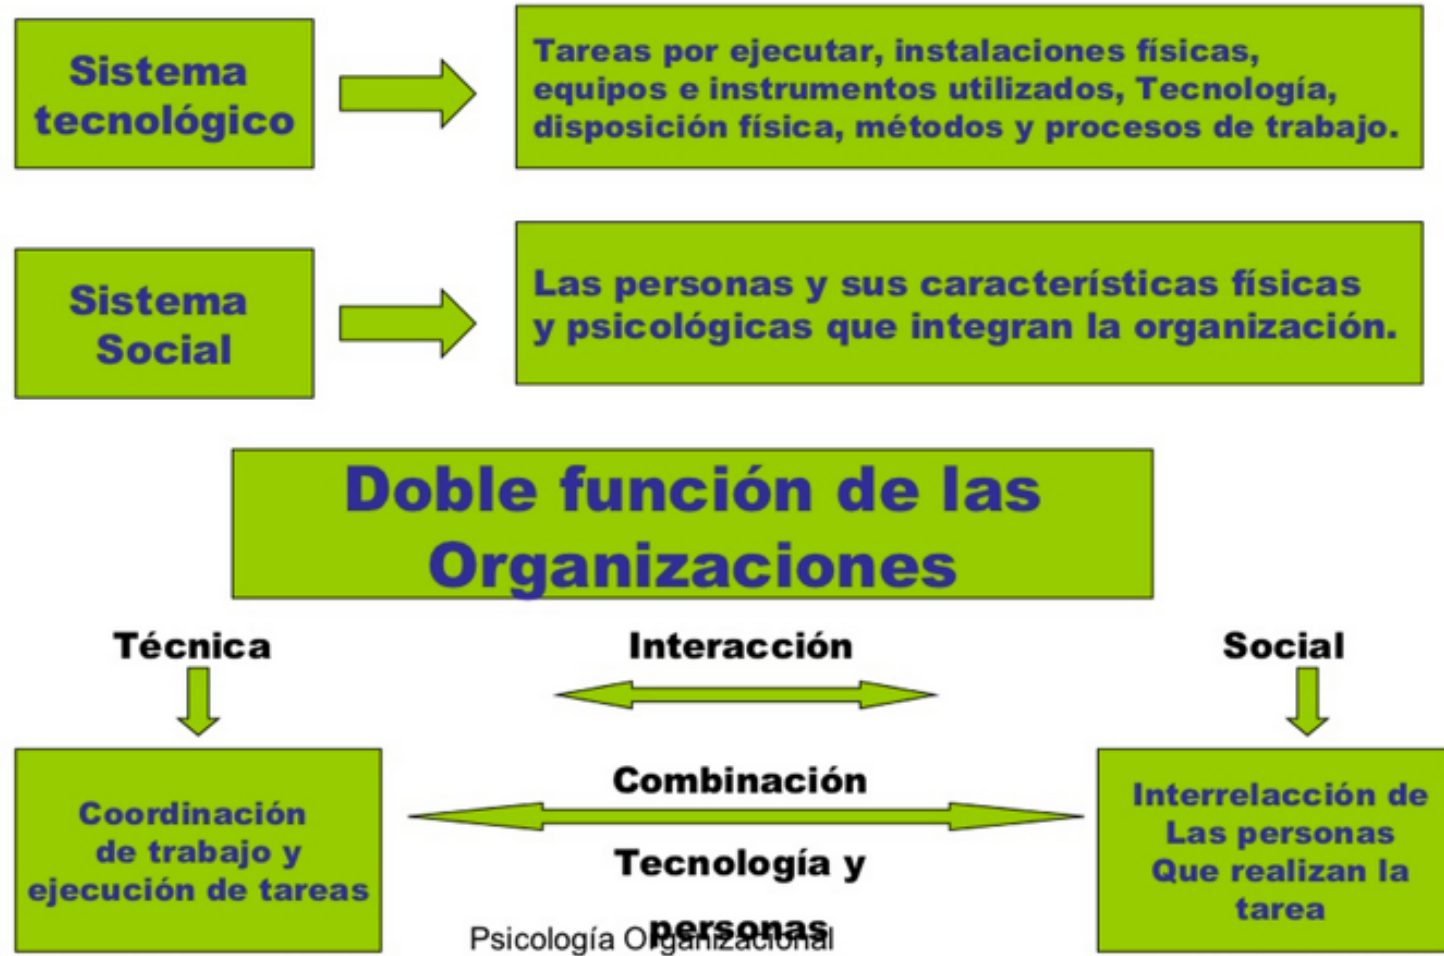 Sistema
tecnológico
Tareas por ejecutar, instalaciones físicas,
equipos e instrumentos utilizados, Tecnología,
disposición física, métodos y procesos de trabajo.
Sistema
Social
Las personas y sus características físicas
y psicológicas que integran la organización.
Doble función de las
Organizaciones
Técnica
Interacción
Social
Coordinación
de trabajo y
ejecución de tareas
Combinación
Tecnología y
personas
Interrelacción de
Las personas
Que realizan la
tarea
Psicología Organizacional